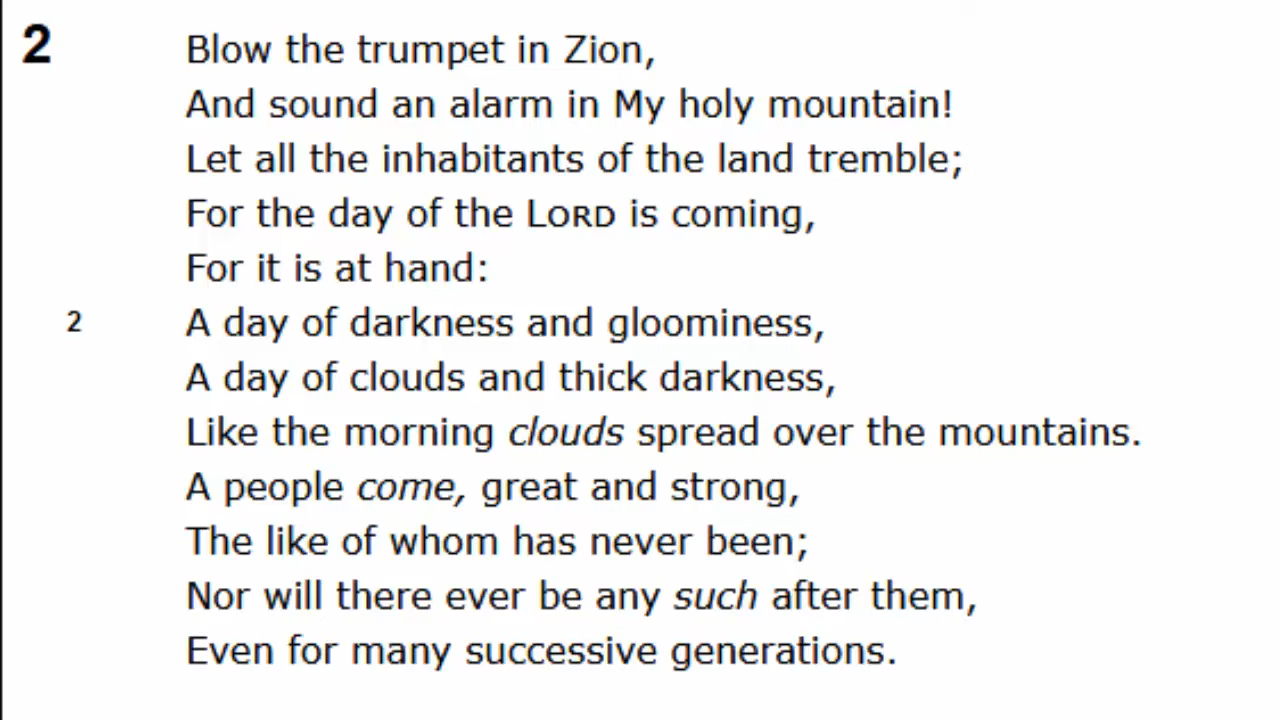 2 Blow the trumpet in Zion,
And sound an alarm in My holy mountain!
Let all the inhabitants of the land tremble;
For the day of the LORD is coming,
For it is at hand:
2 A day of darkness and gloominess,
A day of clouds and thick darkness,
Like the morning clouds spread over the mountains.
A people come, great and strong,
The like of whom has never been;
Nor will there ever be any such after them,
Even for many successive generations.